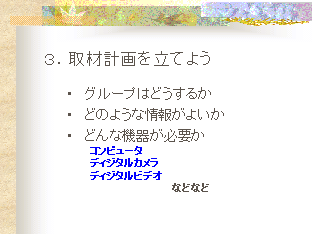 ３．取材計画を立てよう
・ グループはどうするか
・ どのような情報がよいか
・ どんな機器が必要か
コンピュータ
ディジタルカメラ
ディジタルビデオ
などなど